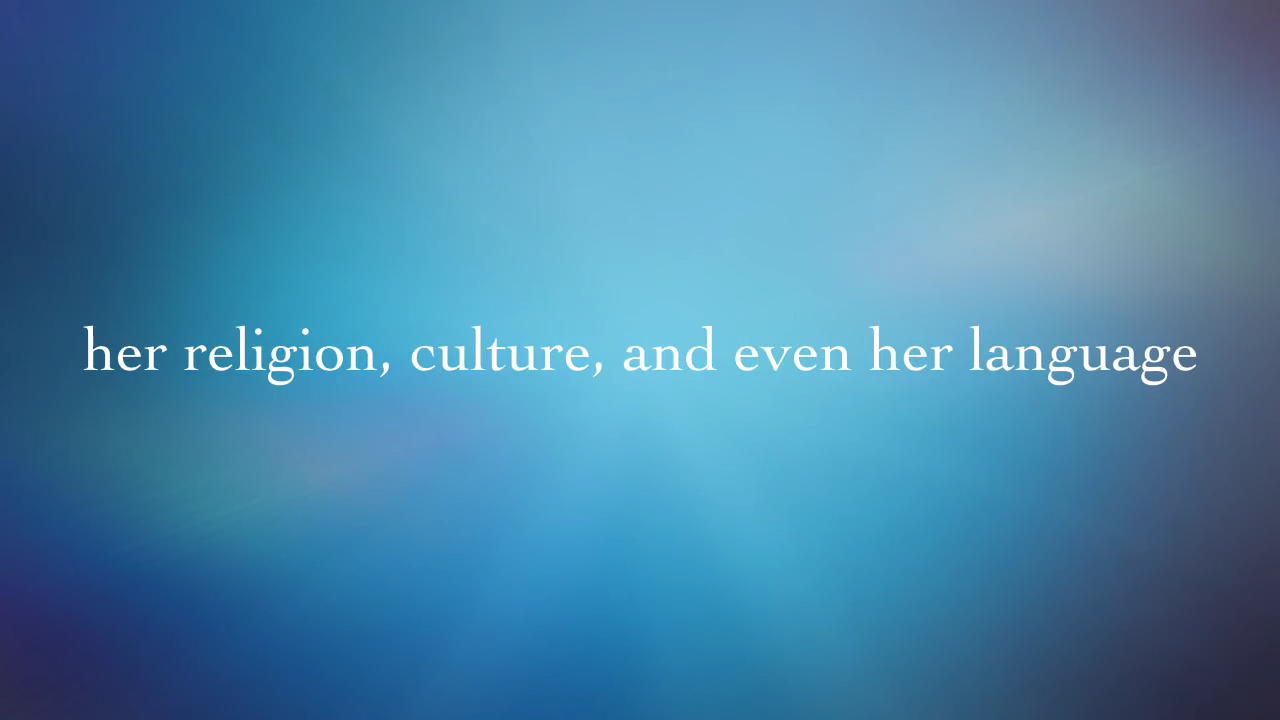 her religion, culture, and even her language